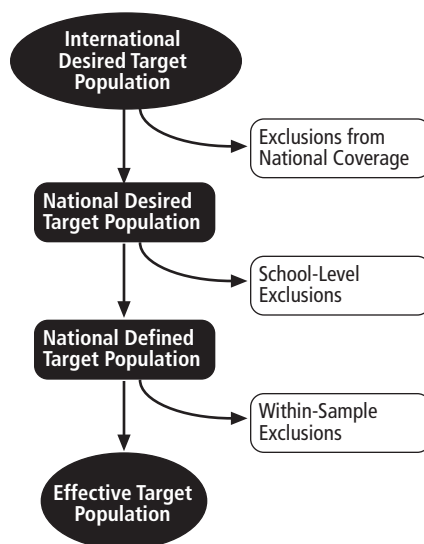 International
Desired Target
Population
Exclusions from
National Coverage
National Desired
Target Population
School-Level
Exclusions
National Defined
Target Population
Within-Sample
Exclusions
Effective Target
Population